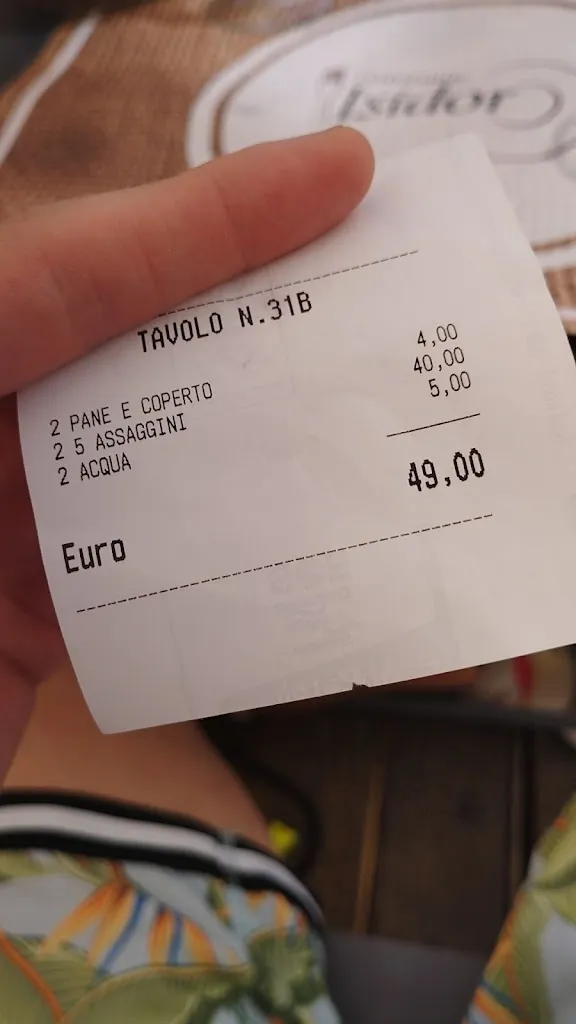 Isidor
TAVOLO N.31B
2 PANE E COPERTO 4,00
2 5 ASSAGGINI 40,00
2 ACQUA 5,00
Euro 49,00